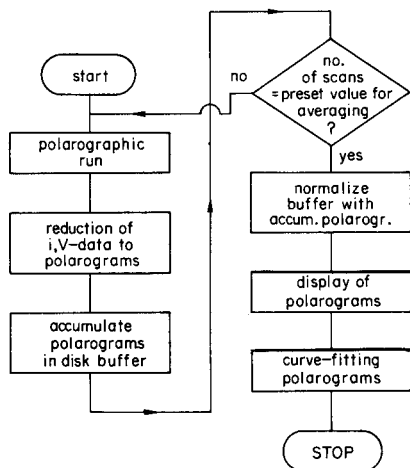 start
polarographic
run
reduction of
i,V-data to
polarograms
accumulate
polarograms
in disk buffer
no.
of scans
= preset value for
averaging
?
no
yes
normalize
buffer with
accum. polarogr.
display of
polarograms
curve-fitting
polarograms
STOP